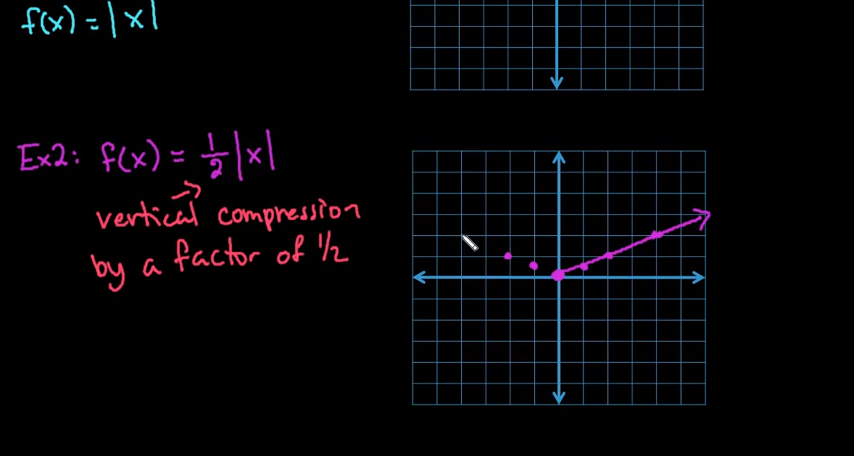 f(x) = |x|
Ex2: f(x) = 1/2 |x|
vertical compression
by a factor of 1/2